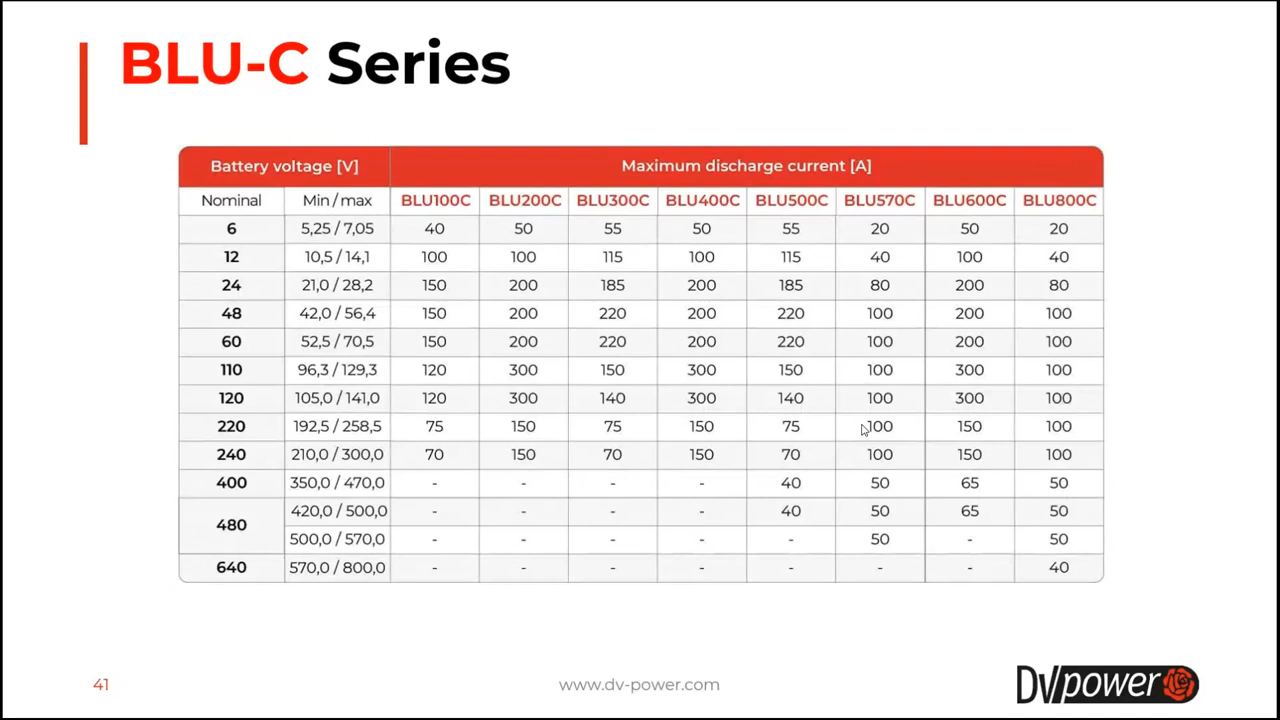 BLU-C Series
Battery voltage [V] Maximum discharge current [A]
Nominal Min / max BLU100C BLU200C BLU300C BLU400C BLU500C BLU570C BLU600C BLU800C
6 5,25 / 7,05 40 50 55 50 55 20 50 20
12 10,5 / 14,1 100 100 115 100 115 40 100 40
24 21,0 / 28,2 150 200 185 200 185 80 200 80
48 42,0 / 56,4 150 200 220 200 220 100 200 100
60 52,5 / 70,5 150 200 220 200 220 100 200 100
110 96,3 / 129,3 120 300 150 300 150 100 300 100
120 105,0 / 141,0 120 300 140 300 140 100 300 100
220 192,5 / 258,5 75 150 75 150 75 100 150 100
240 210,0 / 300,0 70 150 70 150 70 100 150 100
400 350,0 / 470,0 - - - - 40 50 65 50
480 420,0 / 500,0 - - - - 40 50 65 50
500,0 / 570,0 - - - - - 50 - 50
640 570,0 / 800,0 - - - - - - - 40
41 www.dv-power.com DVpower